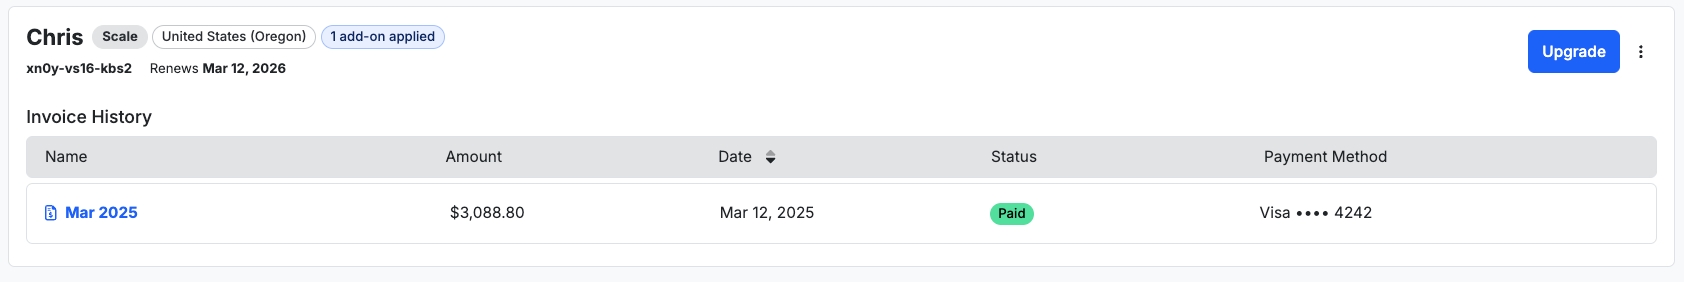 Chris Scale United States (Oregon) 1 add-on applied
xn0y-vs16-kbs2 Renews Mar 12, 2026
Upgrade
Invoice History
Name Amount Date Status Payment Method
Mar 2025 $3,088.80 Mar 12, 2025 Paid Visa •••• 4242